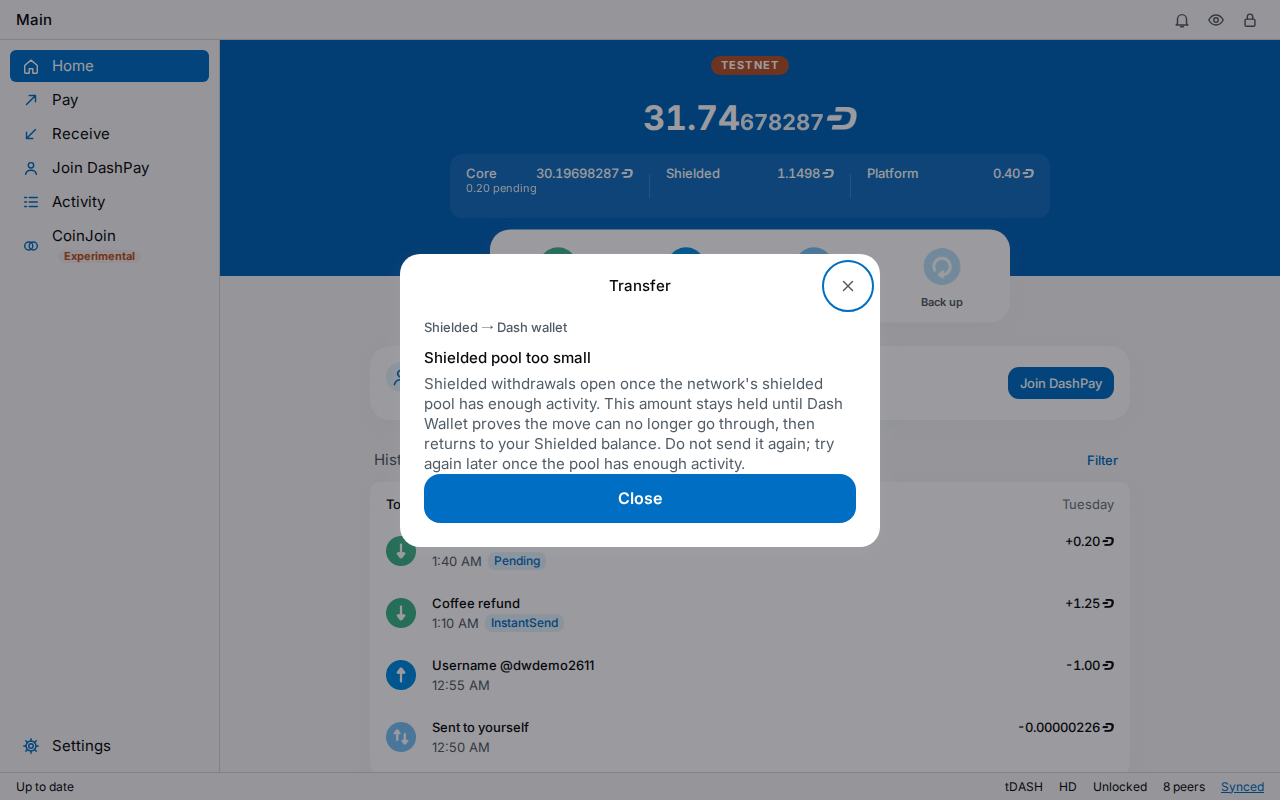 Main
Home
Pay
Receive
Join DashPay
Activity
CoinJoin
Experimental
Settings
TESTNET
31.74678287
Core 30.19698287
0.20 pending
Shielded 1.1498
Platform 0.40
Back up
Transfer
Shielded → Dash wallet
Shielded pool too small
Shielded withdrawals open once the network's shielded
pool has enough activity. This amount stays held until Dash
Wallet proves the move can no longer go through, then
returns to your Shielded balance. Do not send it again; try
again later once the pool has enough activity.
Close
Join DashPay
Filter
Tuesday
+0.20
1:40 AM Pending
Coffee refund +1.25
1:10 AM InstantSend
Username @dwdemo2611 -1.00
12:55 AM
Sent to yourself -0.00000226
12:50 AM
Up to date
tDASH HD Unlocked 8 peers Synced